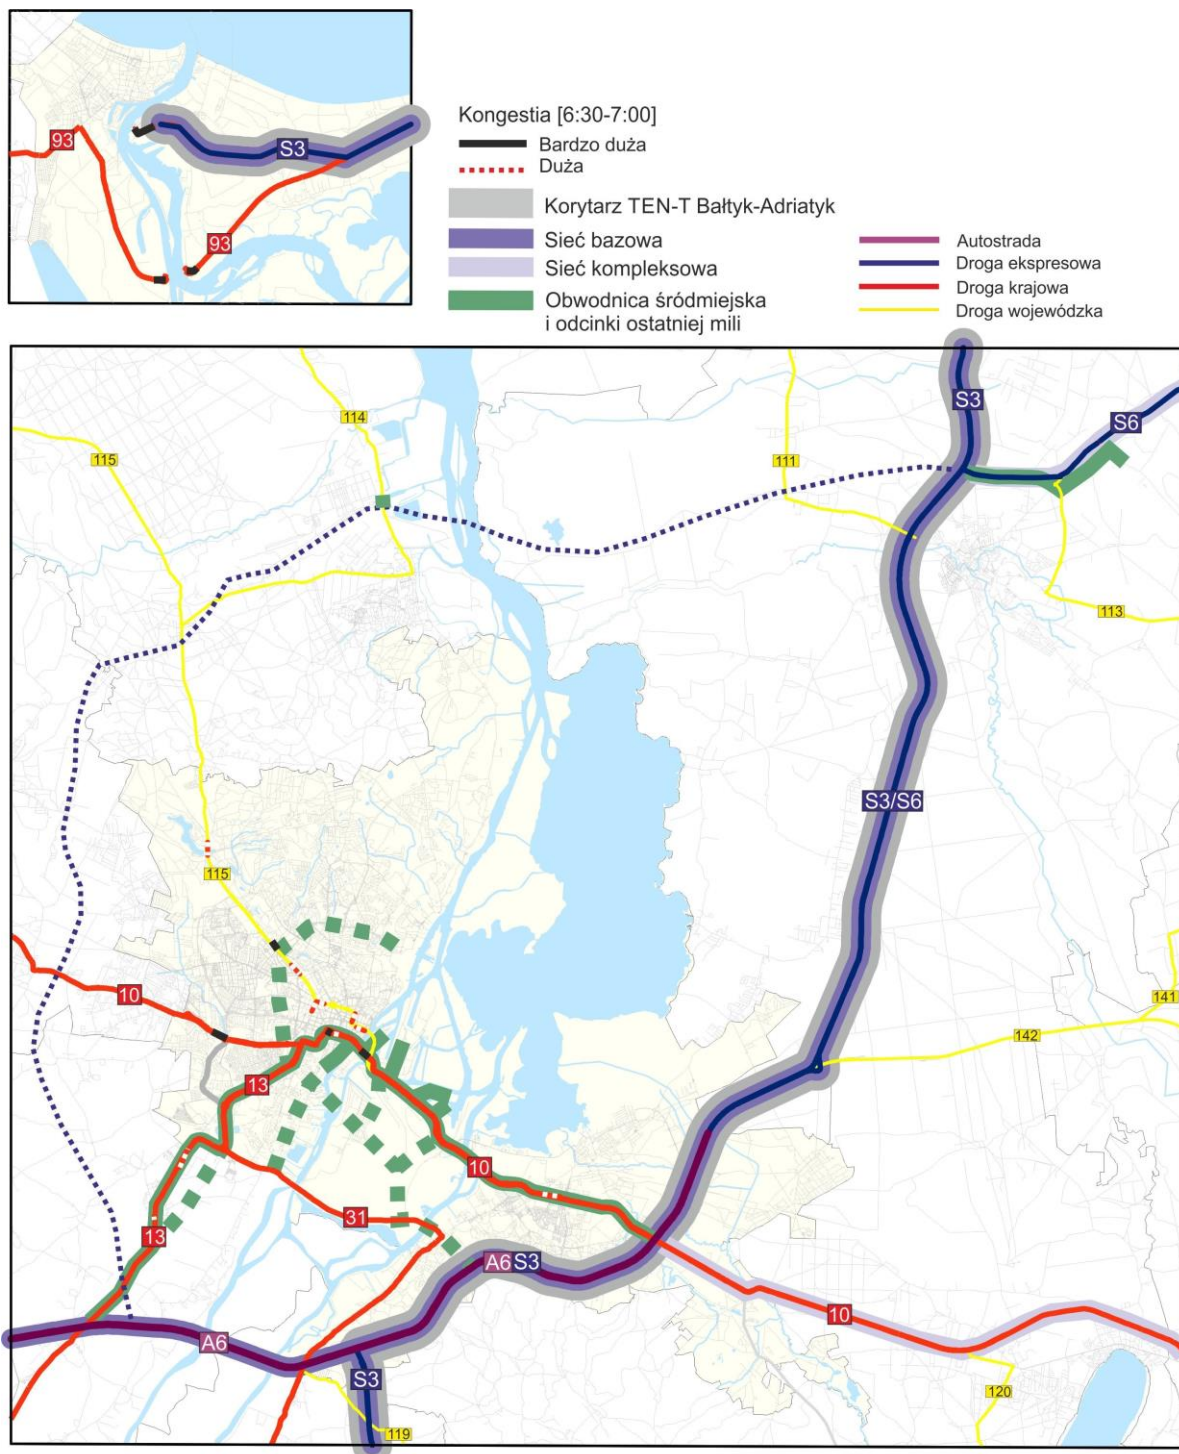 93
S3
93
Kongestia [6:30-7:00]
Bardzo duża
Duża
Korytarz TEN-T Bałtyk-Adriatyk
Sieć bazowa
Sieć kompleksowa
Obwodnica śródmiejska
i odcinki ostatniej mili
Autostrada
Droga ekspresowa
Droga krajowa
Droga wojewódzka
S3
S6
114
115
111
113
S3/S6
115
10
141
142
13
10
31
13
A6 S3
10
A6
S3
120
119